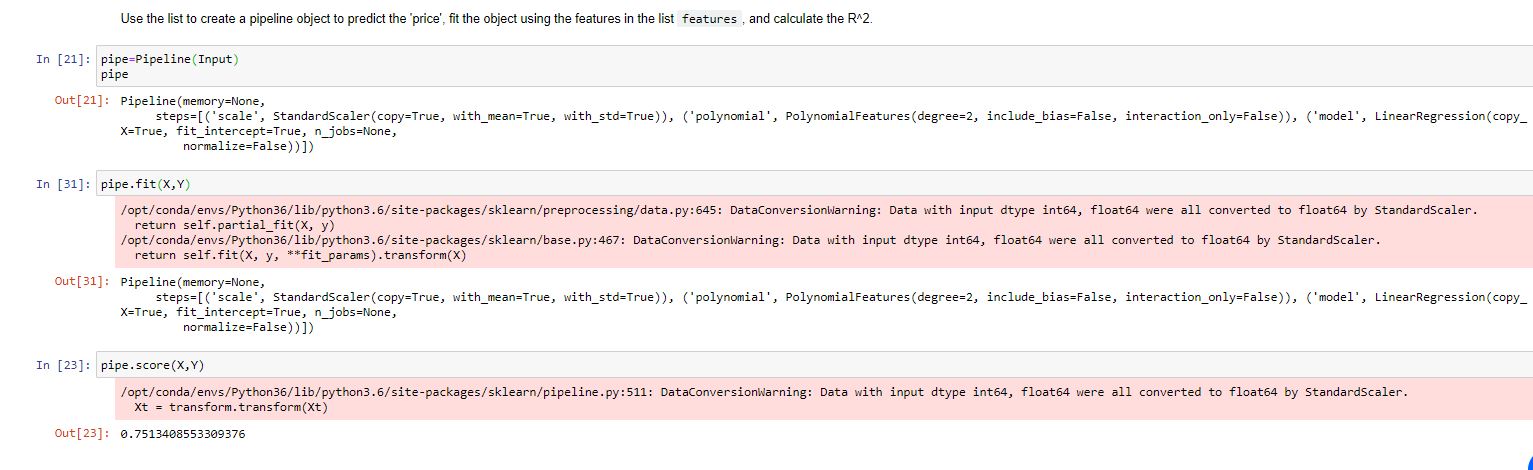 Use the list to create a pipeline object to predict the 'price', fit the object using the features in the list features , and calculate the R^2.
In [21]: pipe=Pipeline(Input)
pipe
Out[21]: Pipeline(memory=None,
steps=[('scale', StandardScaler(copy=True, with_mean=True, with_std=True)), ('polynomial', PolynomialFeatures(degree=2, include_bias=False, interaction_only=False)), ('model', LinearRegression(copy_
X=True, fit_intercept=True, n_jobs=None,
normalize=False))])
In [31]: pipe.fit(X,Y)
/opt/conda/envs/Python36/lib/python3.6/site-packages/sklearn/preprocessing/data.py:645: DataConversionWarning: Data with input dtype int64, float64 were all converted to float64 by StandardScaler.
return self.partial_fit(X, y)
/opt/conda/envs/Python36/lib/python3.6/site-packages/sklearn/base.py:467: DataConversionWarning: Data with input dtype int64, float64 were all converted to float64 by StandardScaler.
return self.fit(X, y, **fit_params).transform(X)
Out[31]: Pipeline(memory=None,
steps=[('scale', StandardScaler(copy=True, with_mean=True, with_std=True)), ('polynomial', PolynomialFeatures(degree=2, include_bias=False, interaction_only=False)), ('model', LinearRegression(copy_
X=True, fit_intercept=True, n_jobs=None,
normalize=False))])
In [23]: pipe.score(X,Y)
/opt/conda/envs/Python36/lib/python3.6/site-packages/sklearn/pipeline.py:511: DataConversionWarning: Data with input dtype int64, float64 were all converted to float64 by StandardScaler.
Xt = transform.transform(Xt)
Out[23]: 0.7513408553309376